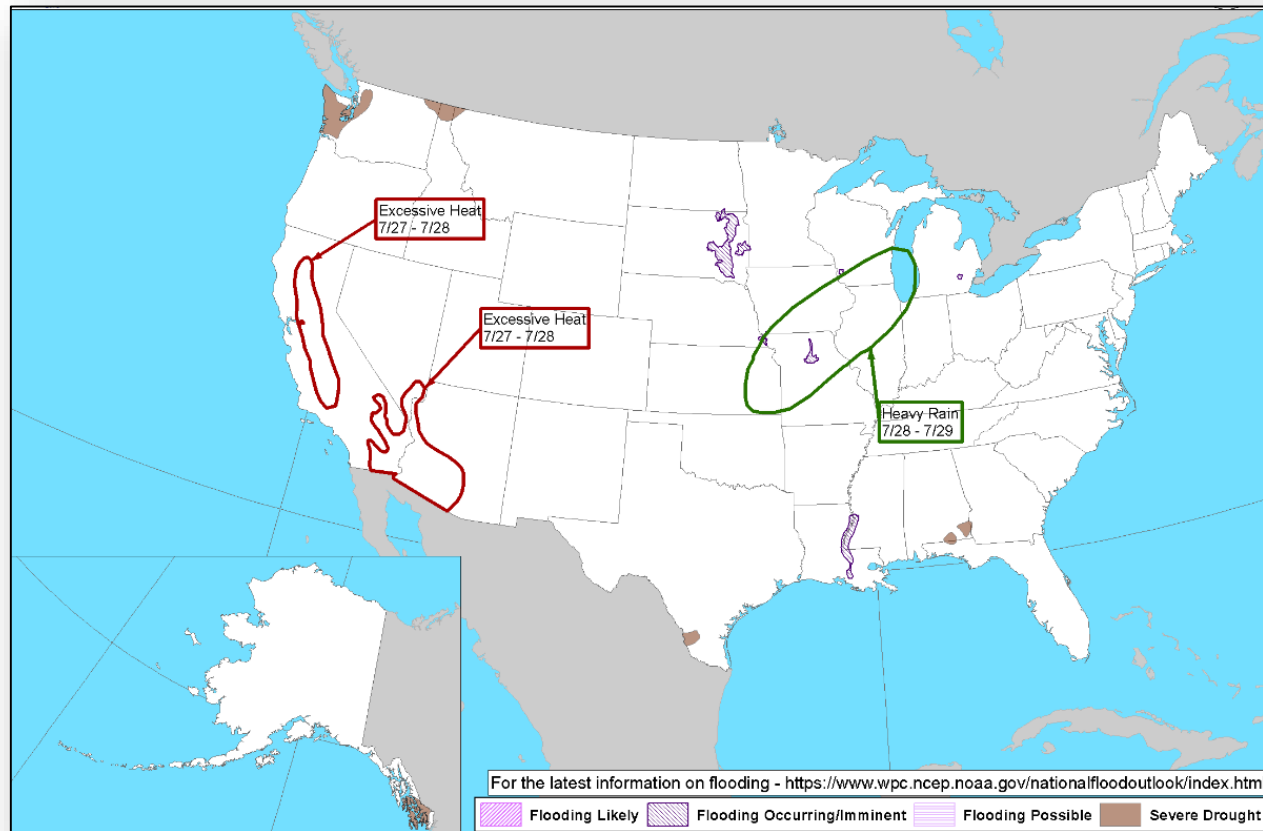 Excessive Heat
7/27 - 7/28
Excessive Heat
7/27 - 7/28
Heavy Rain
7/28 - 7/29
For the latest information on flooding - https://www.wpc.ncep.noaa.gov/nationalfloodoutlook/index.htm
Flooding Likely
Flooding Occurring/Imminent
Flooding Possible
Severe Drought